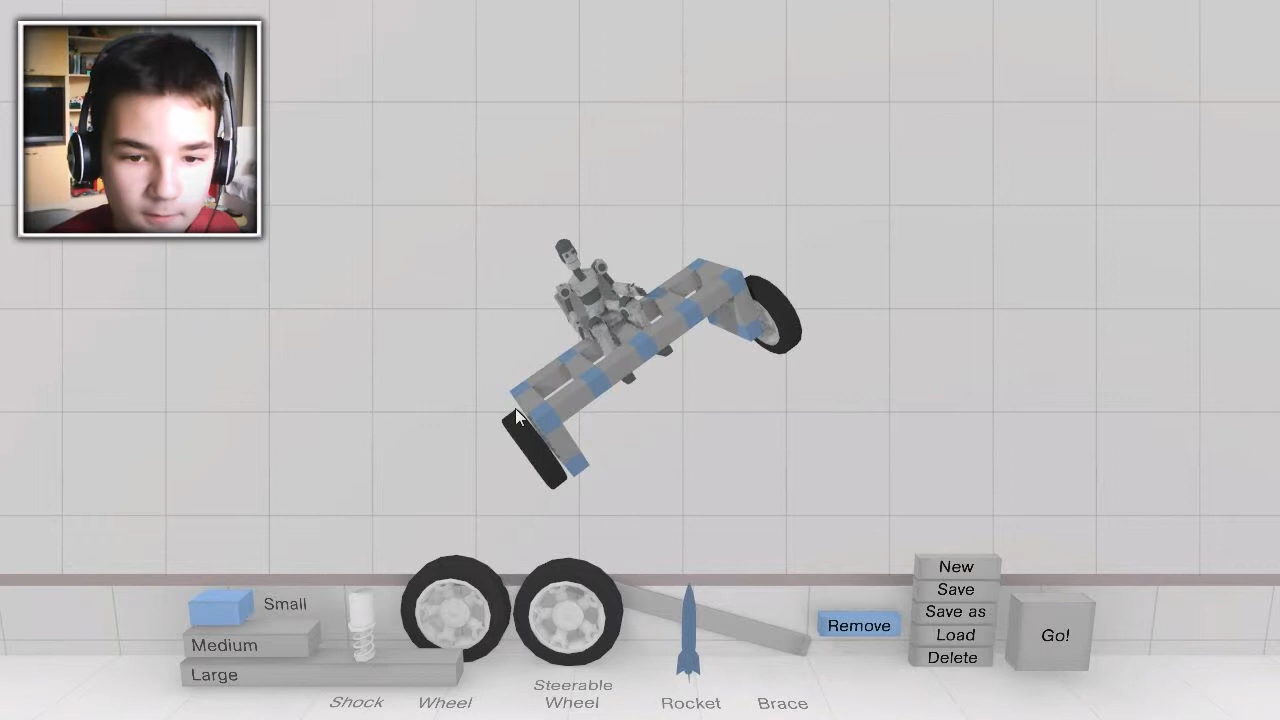 Small
Medium
Large
Shock
Wheel
Steerable
Wheel
Rocket
Brace
Remove
New
Save
Save as
Load
Delete
Go!